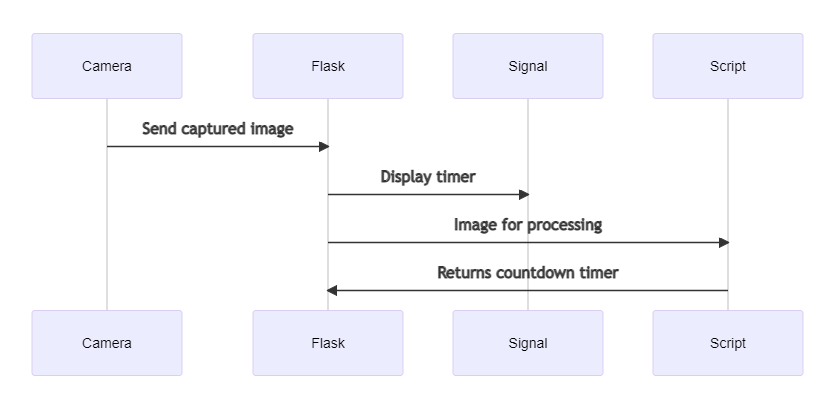 Camera
Flask
Signal
Script
Send captured image
Display timer
Image for processing
Returns countdown timer
Camera
Flask
Signal
Script